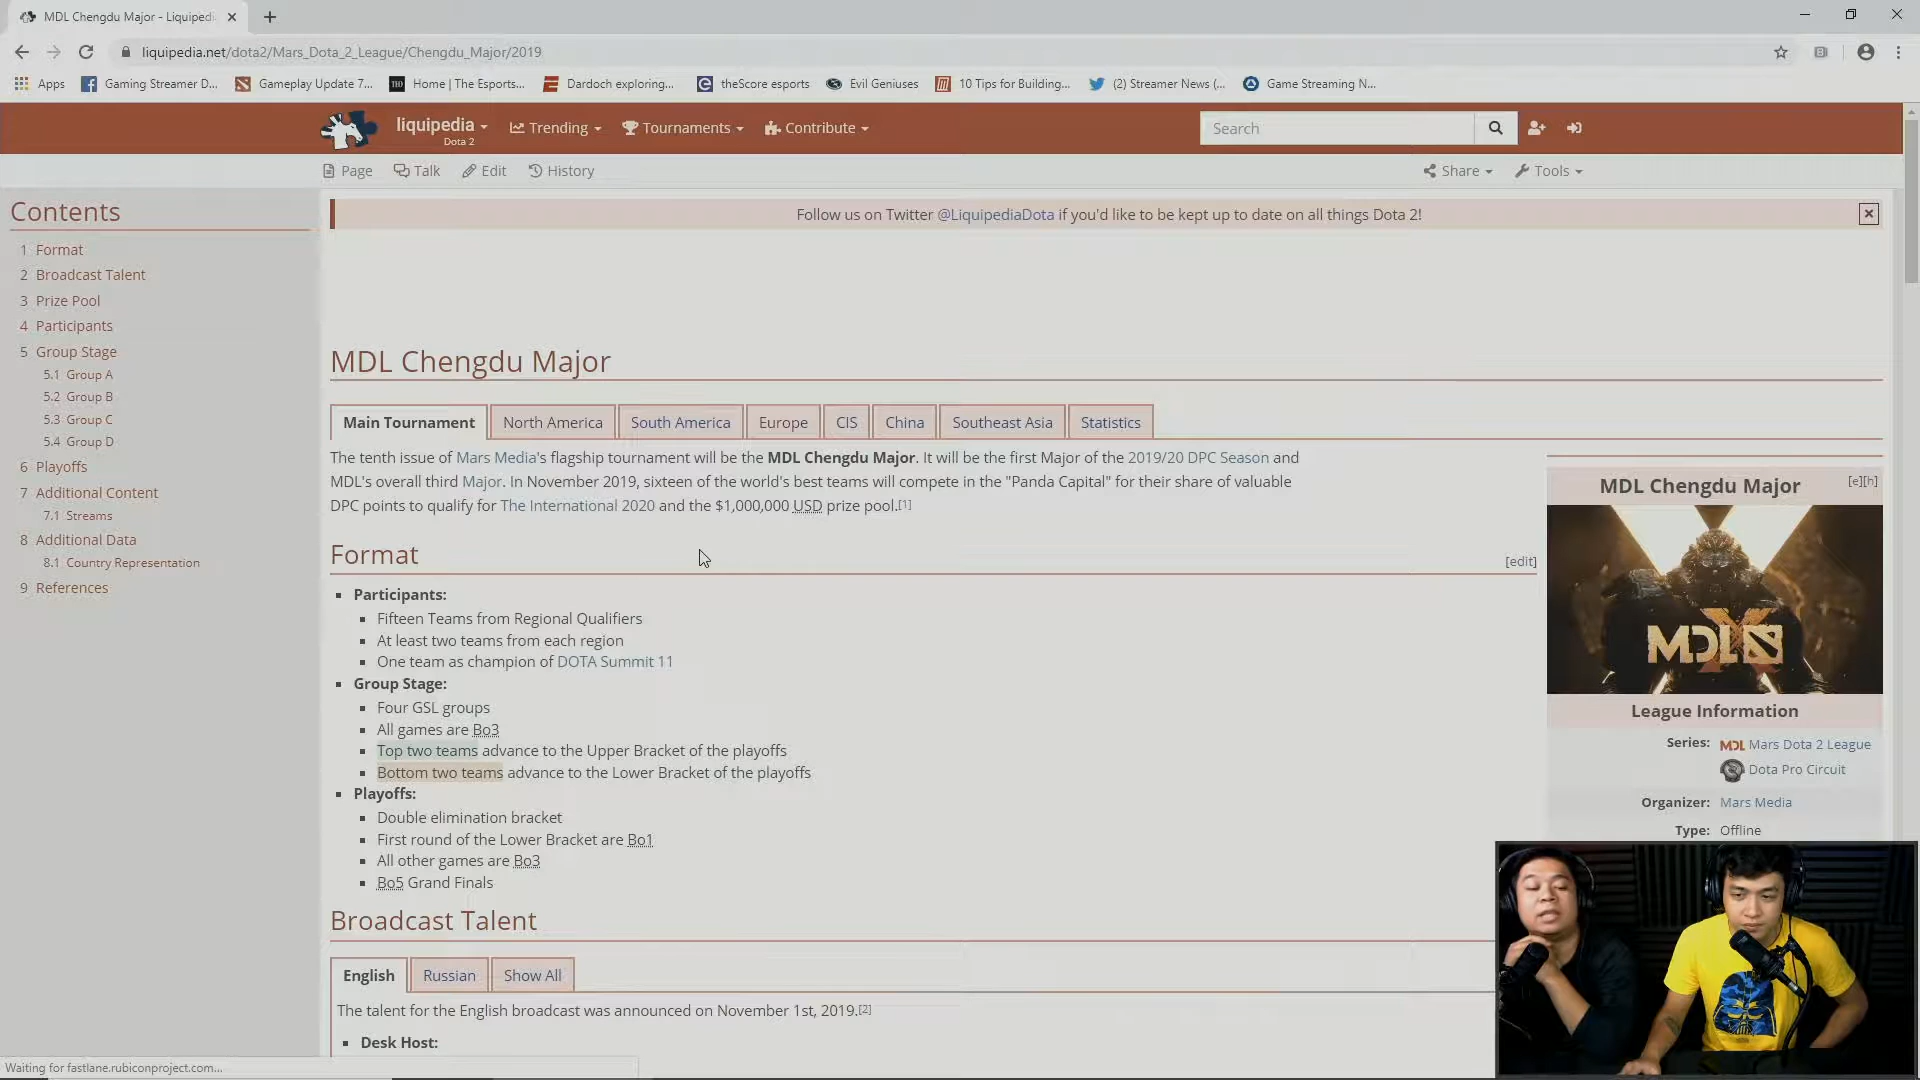 MDL Chengdu Major - Liquipedi
liquipedia.net/dota2/Mars_Dota_2_League/Chengdu_Major/2019
Apps
Gaming Streamer D...
Gameplay Update 7...
Home | The Esports...
Dardoch exploring...
theScore esports
Evil Geniuses
10 Tips for Building...
(2) Streamer News (...
Game Streaming N...
liquipedia
Dota 2
Trending
Tournaments
Contribute
Search
Page
Talk
Edit
History
Share
Tools
Contents
1 Format
2 Broadcast Talent
3 Prize Pool
4 Participants
5 Group Stage
5.1 Group A
5.2 Group B
5.3 Group C
5.4 Group D
6 Playoffs
7 Additional Content
7.1 Streams
8 Additional Data
8.1 Country Representation
9 References
Follow us on Twitter @LiquipediaDota if you'd like to be kept up to date on all things Dota 2!
MDL Chengdu Major
Main Tournament
North America
South America
Europe
CIS
China
Southeast Asia
Statistics
The tenth issue of Mars Media's flagship tournament will be the MDL Chengdu Major. It will be the first Major of the 2019/20 DPC Season and
MDL's overall third Major. In November 2019, sixteen of the world's best teams will compete in the "Panda Capital" for their share of valuable
DPC points to qualify for The International 2020 and the $1,000,000 USD prize pool.[1]
Format
[edit]
Participants:
Fifteen Teams from Regional Qualifiers
At least two teams from each region
One team as champion of DOTA Summit 11
Group Stage:
Four GSL groups
All games are Bo3
Top two teams advance to the Upper Bracket of the playoffs
Bottom two teams advance to the Lower Bracket of the playoffs
Playoffs:
Double elimination bracket
First round of the Lower Bracket are Bo1
All other games are Bo3
Bo5 Grand Finals
Broadcast Talent
English
Russian
Show All
The talent for the English broadcast was announced on November 1st, 2019.[2]
Desk Host:
MDL Chengdu Major
[e][h]
MDL
League Information
Series: MDL Mars Dota 2 League
Dota Pro Circuit
Organizer: Mars Media
Type: Offline
Waiting for fastlane.rubiconproject.com...